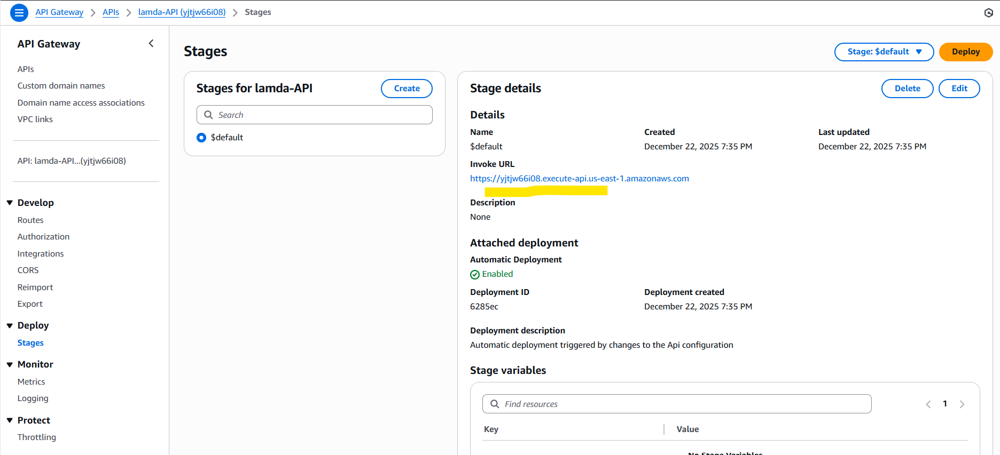 API Gateway > APIs > lamda-API (yjtjw66i08) > Stages
API Gateway
APIs
Custom domain names
Domain name access associations
VPC links
API: lamda-API...(yjtjw66i08)
Develop
Routes
Authorization
Integrations
CORS
Reimport
Export
Deploy
Stages
Monitor
Metrics
Logging
Protect
Throttling
Stages
Stage: $default
Deploy
Stages for lamda-API
Create
Search
$default
Stage details
Delete
Edit
Details
Name
$default
Created
December 22, 2025 7:35 PM
Last updated
December 22, 2025 7:35 PM
Invoke URL
https://yjtjw66i08.execute-api.us-east-1.amazonaws.com
Description
None
Attached deployment
Automatic Deployment
Enabled
Deployment ID
6285ec
Deployment created
December 22, 2025 7:35 PM
Deployment description
Automatic deployment triggered by changes to the Api configuration
Stage variables
Find resources
1
Key
Value
No Stage Variables